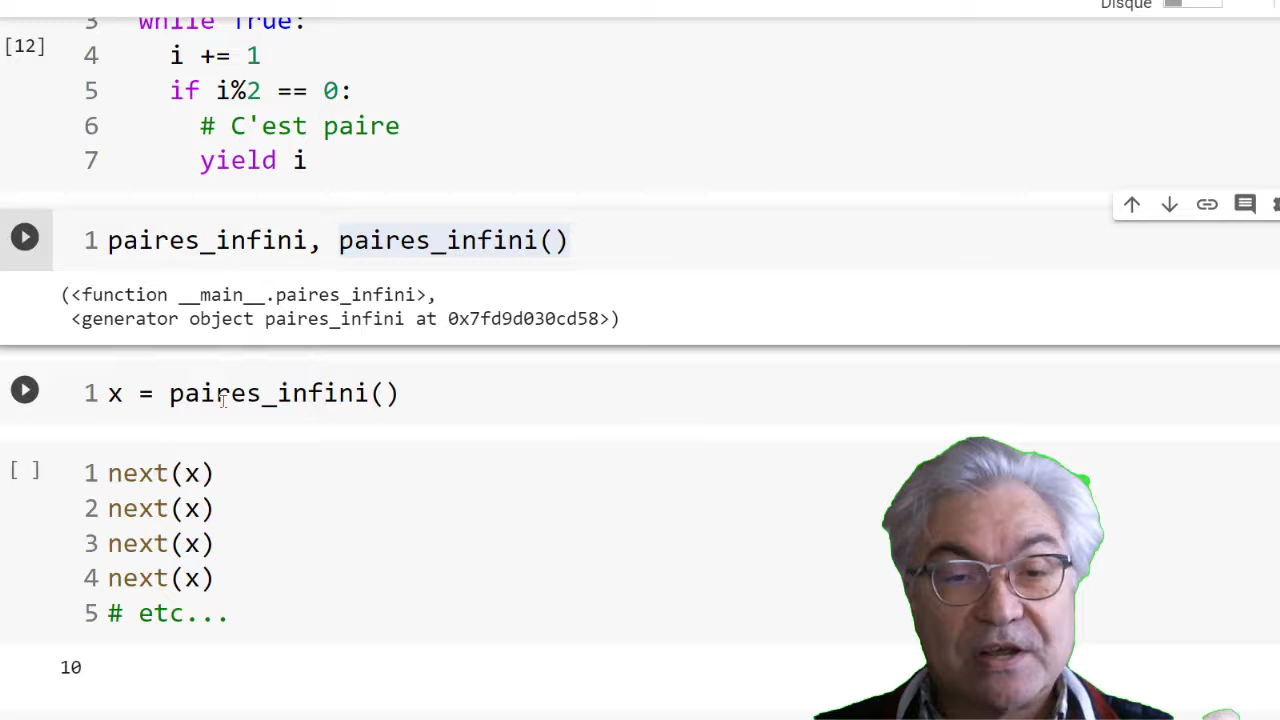 Disque
3 while True:
[12]
4 i += 1
5 if i%2 == 0:
6 # C'est paire
7 yield i
1 paires_infini, paires_infini()
(<function __main__.paires_infini>,
<generator object paires_infini at 0x7fd9d030cd58>)
1 x = paires_infini()
[ ]
1 next(x)
2 next(x)
3 next(x)
4 next(x)
5 # etc...
10